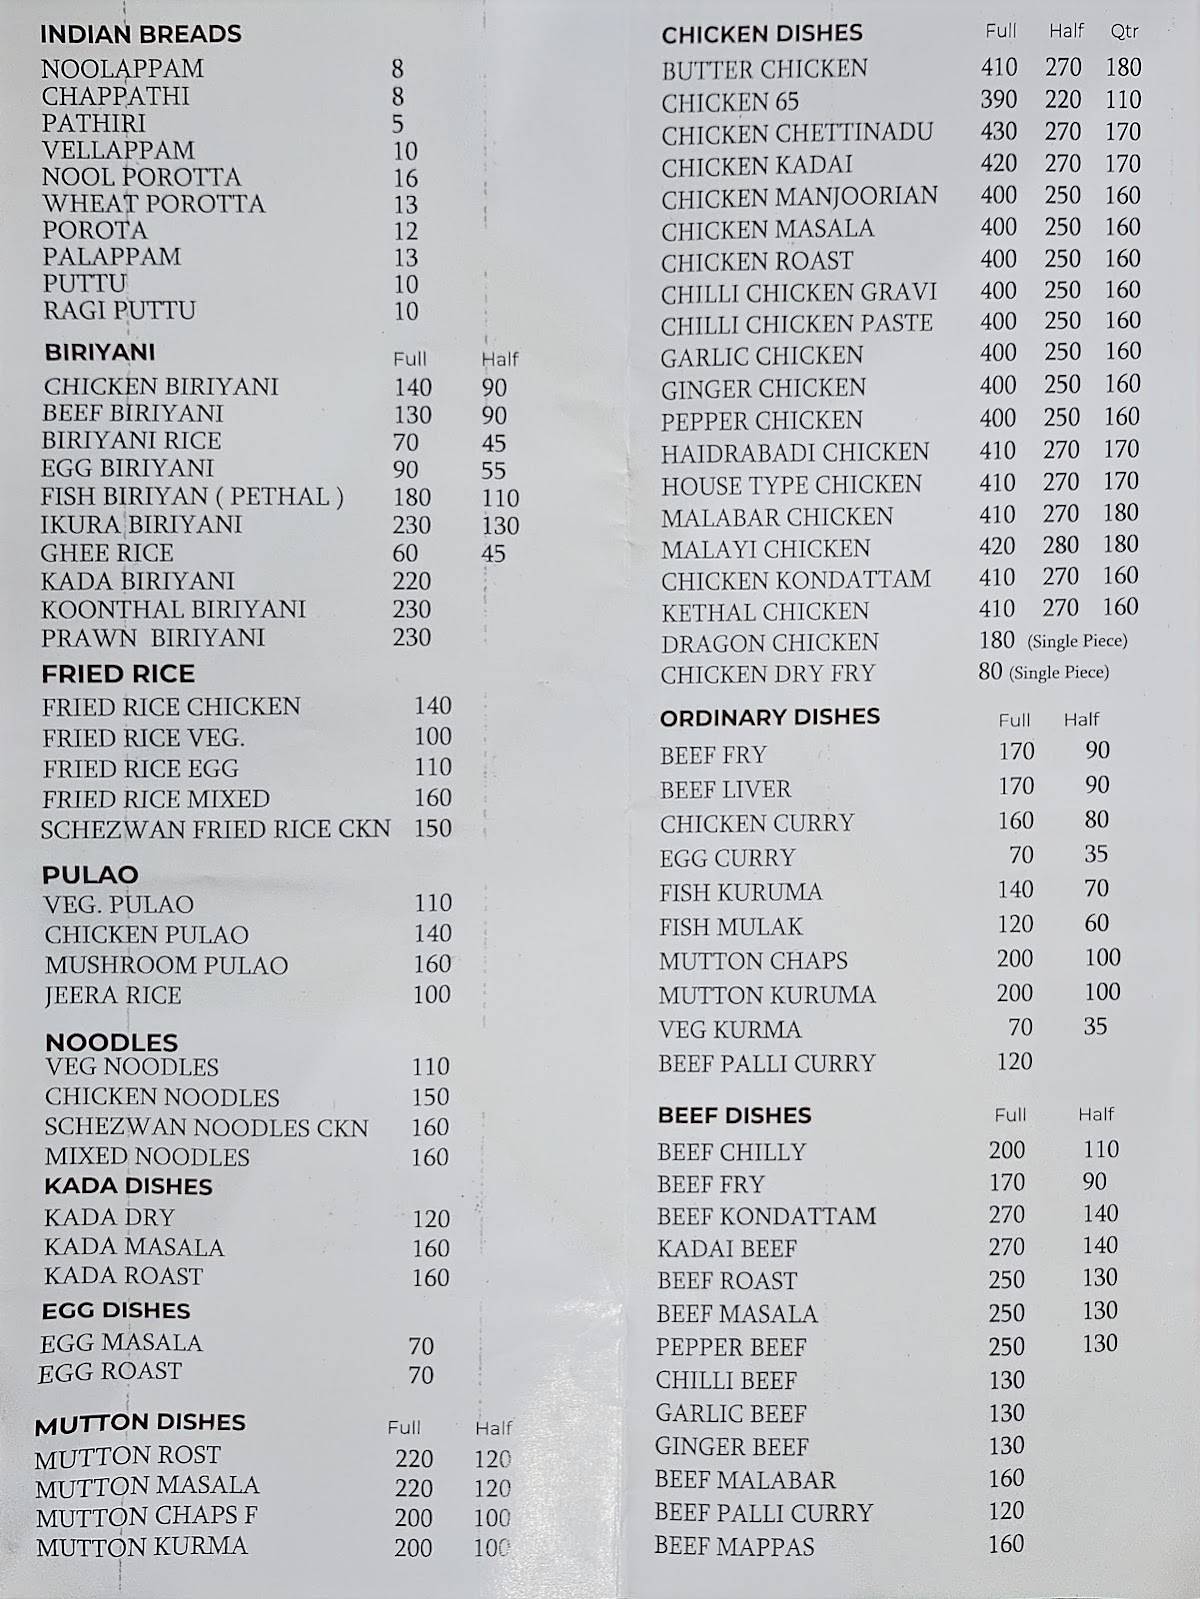 INDIAN BREADS
NOOLAPPAM 8
CHAPPATHI 8
PATHIRI 5
VELLAPPAM 10
NOOL POROTTA 16
WHEAT POROTTA 13
POROTA 12
PALAPPAM 13
PUTTU 10
RAGI PUTTU 10
BIRIYANI Full Half
CHICKEN BIRIYANI 140 90
BEEF BIRIYANI 130 90
BIRIYANI RICE 70 45
EGG BIRIYANI 90 55
FISH BIRIYAN ( PETHAL ) 180 110
IKURA BIRIYANI 230 130
GHEE RICE 60 45
KADA BIRIYANI 220
KOONTHAL BIRIYANI 230
PRAWN BIRIYANI 230
FRIED RICE
FRIED RICE CHICKEN 140
FRIED RICE VEG. 100
FRIED RICE EGG 110
FRIED RICE MIXED 160
SCHEZWAN FRIED RICE CKN 150
PULAO
VEG. PULAO 110
CHICKEN PULAO 140
MUSHROOM PULAO 160
JEERA RICE 100
NOODLES
VEG NOODLES 110
CHICKEN NOODLES 150
SCHEZWAN NOODLES CKN 160
MIXED NOODLES 160
KADA DISHES
KADA DRY 120
KADA MASALA 160
KADA ROAST 160
EGG DISHES
EGG MASALA 70
EGG ROAST 70
MUTTON DISHES Full Half
MUTTON ROST 220 120
MUTTON MASALA 220 120
MUTTON CHAPS F 200 100
MUTTON KURMA 200 100
CHICKEN DISHES Full Half Qtr
BUTTER CHICKEN 410 270 180
CHICKEN 65 390 220 110
CHICKEN CHETTINADU 430 270 170
CHICKEN KADAI 420 270 170
CHICKEN MANJOORIAN 400 250 160
CHICKEN MASALA 400 250 160
CHICKEN ROAST 400 250 160
CHILLI CHICKEN GRAVI 400 250 160
CHILLI CHICKEN PASTE 400 250 160
GARLIC CHICKEN 400 250 160
GINGER CHICKEN 400 250 160
PEPPER CHICKEN 400 250 160
HAIDRABADI CHICKEN 410 270 170
HOUSE TYPE CHICKEN 410 270 170
MALABAR CHICKEN 410 270 180
MALAYI CHICKEN 420 280 180
CHICKEN KONDATTAM 410 270 160
KETHAL CHICKEN 410 270 160
DRAGON CHICKEN 180 (Single Piece)
CHICKEN DRY FRY 80 (Single Piece)
ORDINARY DISHES Full Half
BEEF FRY 170 90
BEEF LIVER 170 90
CHICKEN CURRY 160 80
EGG CURRY 70 35
FISH KURUMA 140 70
FISH MULAK 120 60
MUTTON CHAPS 200 100
MUTTON KURUMA 200 100
VEG KURMA 70 35
BEEF PALLI CURRY 120
BEEF DISHES Full Half
BEEF CHILLY 200 110
BEEF FRY 170 90
BEEF KONDATTAM 270 140
KADAI BEEF 270 140
BEEF ROAST 250 130
BEEF MASALA 250 130
PEPPER BEEF 250 130
CHILLI BEEF 130
GARLIC BEEF 130
GINGER BEEF 130
BEEF MALABAR 160
BEEF PALLI CURRY 120
BEEF MAPPAS 160